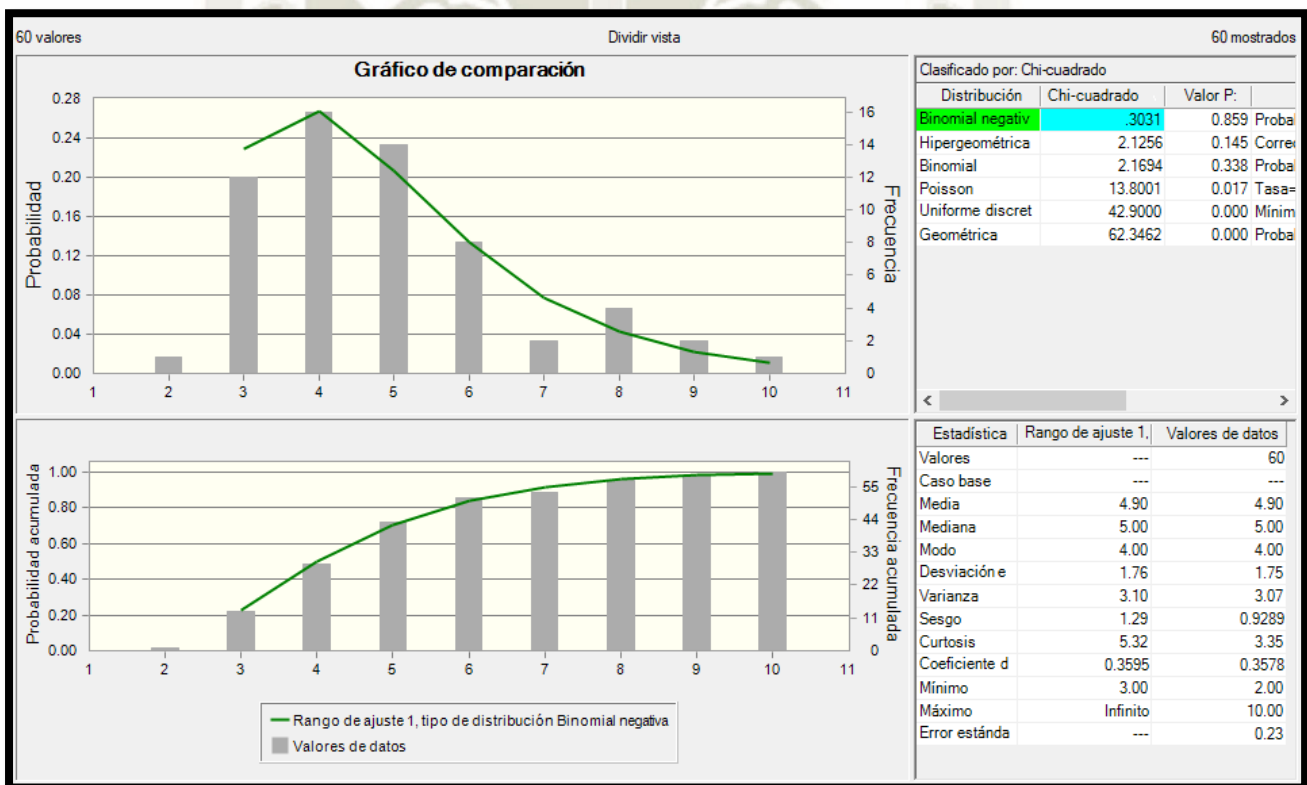 60 valores Dividir vista 60 mostrados
Gráfico de comparación
Probabilidad
0.28
0.24
0.20
0.16
0.12
0.08
0.04
0.00
1 2 3 4 5 6 7 8 9 10 11
16
14
12
10
8
6
4
2
0
Frecuencia
Clasificado por: Chi-cuadrado
Distribución Chi-cuadrado Valor P:
Binomial negativ .3031 0.859 Probal
Hipergeométrica 2.1256 0.145 Correc
Binomial 2.1694 0.338 Probal
Poisson 13.8001 0.017 Tasa=
Uniforme discret 42.9000 0.000 Mínim
Geométrica 62.3462 0.000 Probal
Probabilidad acumulada
1.00
0.80
0.60
0.40
0.20
0.00
1 2 3 4 5 6 7 8 9 10 11
55
44
33
22
11
0
Frecuencia acumulada
Rango de ajuste 1, tipo de distribución Binomial negativa
Valores de datos
Estadística Rango de ajuste 1, Valores de datos
Valores --- 60
Caso base --- ---
Media 4.90 4.90
Mediana 5.00 5.00
Modo 4.00 4.00
Desviación e 1.76 1.75
Varianza 3.10 3.07
Sesgo 1.29 0.9289
Curtosis 5.32 3.35
Coeficiente d 0.3595 0.3578
Mínimo 3.00 2.00
Máximo Infinito 10.00
Error estánda --- 0.23